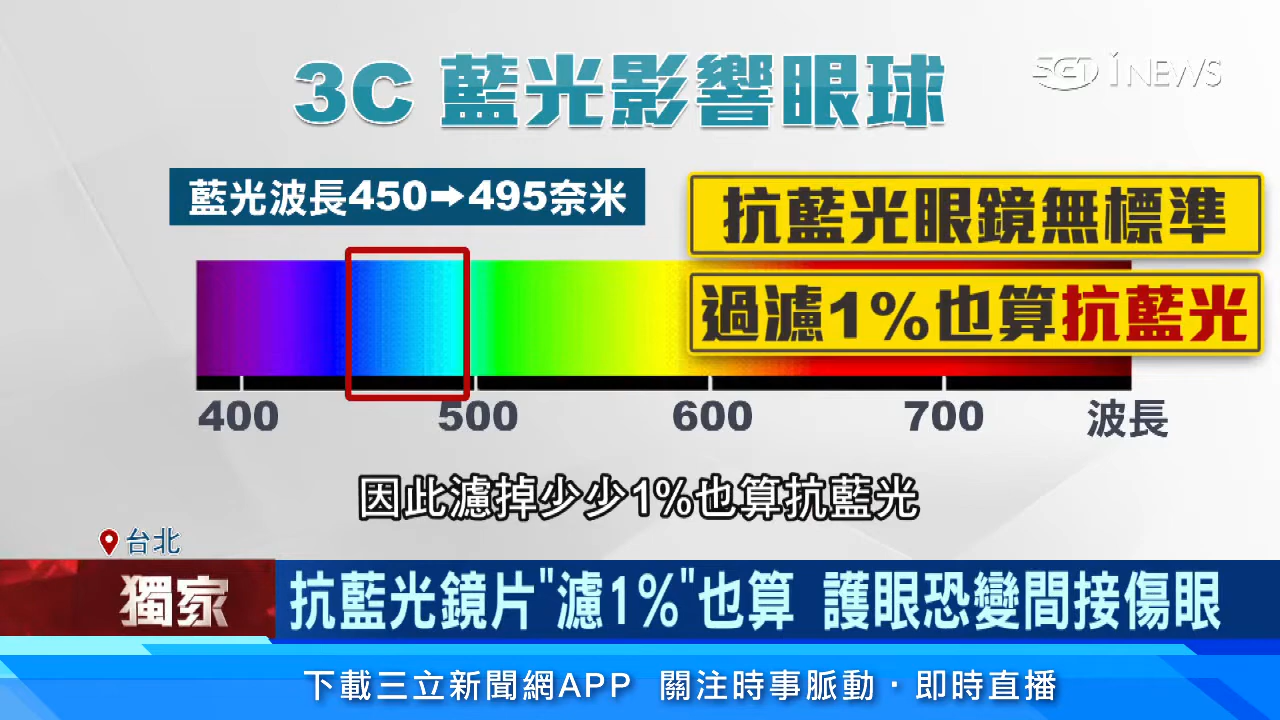 3C 藍光影響眼球
SET iNEWS
藍光波長450➡495奈米
抗藍光眼鏡無標準
過濾1%也算抗藍光
400 500 600 700 波長
因此濾掉少少1%也算抗藍光
台北
獨家
抗藍光鏡片"濾1%"也算 護眼恐變間接傷眼
下載三立新聞網APP 關注時事脈動·即時直播